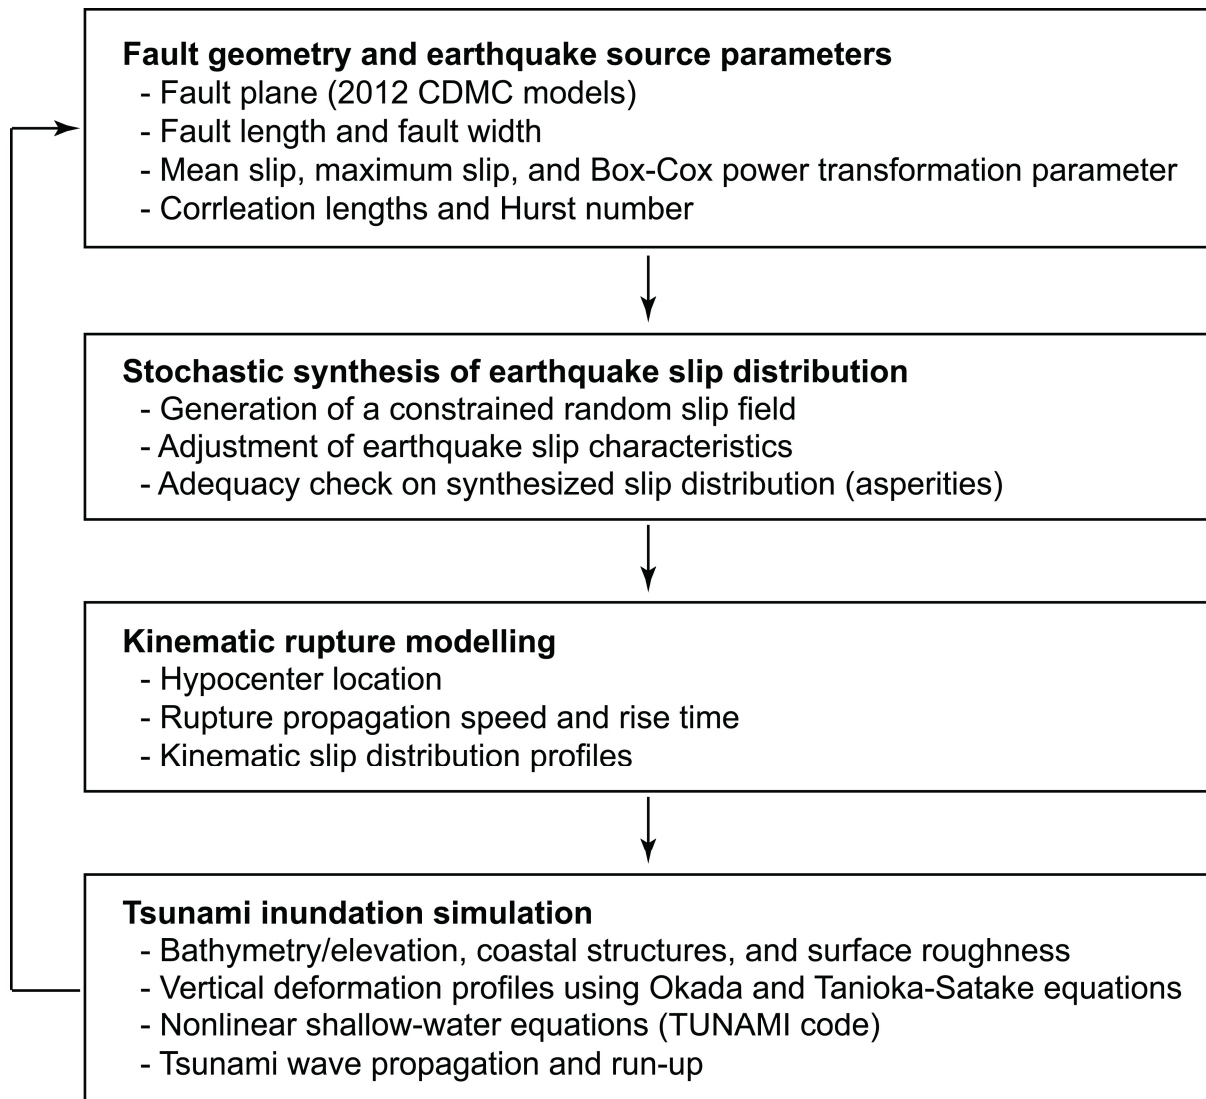 Fault geometry and earthquake source parameters
- Fault plane (2012 CDMC models)
- Fault length and fault width
- Mean slip, maximum slip, and Box-Cox power transformation parameter
- Corrleation lengths and Hurst number
Stochastic synthesis of earthquake slip distribution
- Generation of a constrained random slip field
- Adjustment of earthquake slip characteristics
- Adequacy check on synthesized slip distribution (asperities)
Kinematic rupture modelling
- Hypocenter location
- Rupture propagation speed and rise time
- Kinematic slip distribution profiles
Tsunami inundation simulation
- Bathymetry/elevation, coastal structures, and surface roughness
- Vertical deformation profiles using Okada and Tanioka-Satake equations
- Nonlinear shallow-water equations (TUNAMI code)
- Tsunami wave propagation and run-up